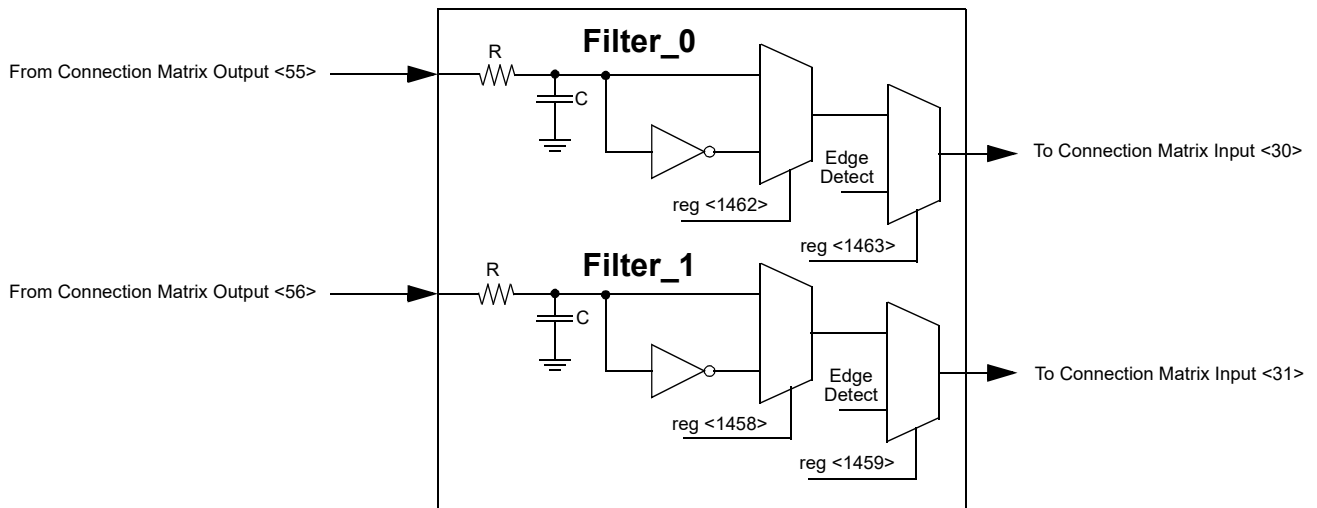 Filter_0
R
From Connection Matrix Output <55>
C
To Connection Matrix Input <30>
Edge
Detect
reg <1462>
reg <1463>
Filter_1
R
From Connection Matrix Output <56>
C
To Connection Matrix Input <31>
Edge
Detect
reg <1458>
reg <1459>